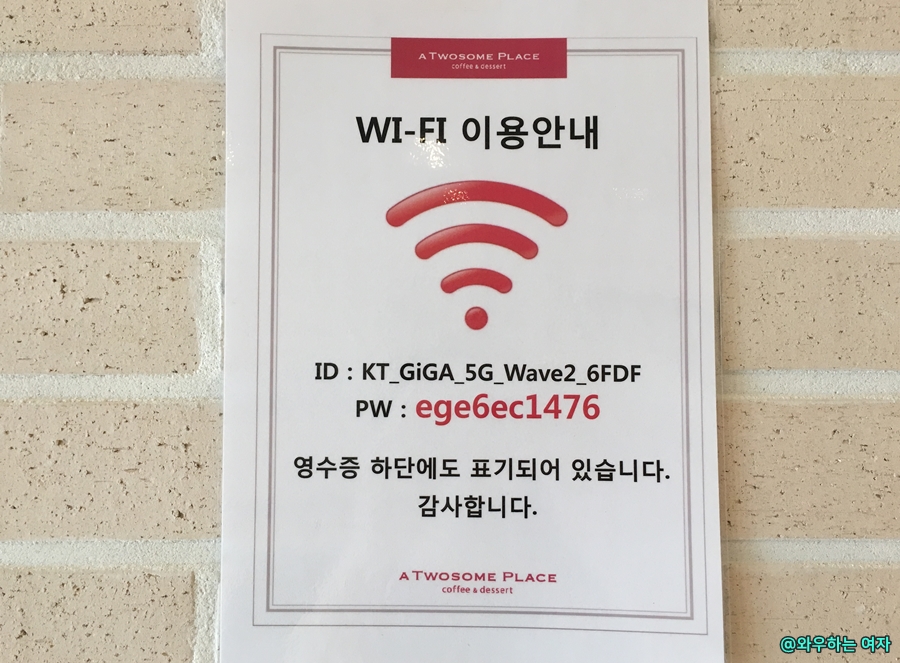 A TWOSOME PLACE
coffee & dessert
WI-FI 이용안내
ID : KT_GiGA_5G_Wave2_6FDF
PW : ege6ec1476
영수증 하단에도 표기되어 있습니다.
감사합니다.
A TWOSOME PLACE
coffee & dessert
@와우하는 여자